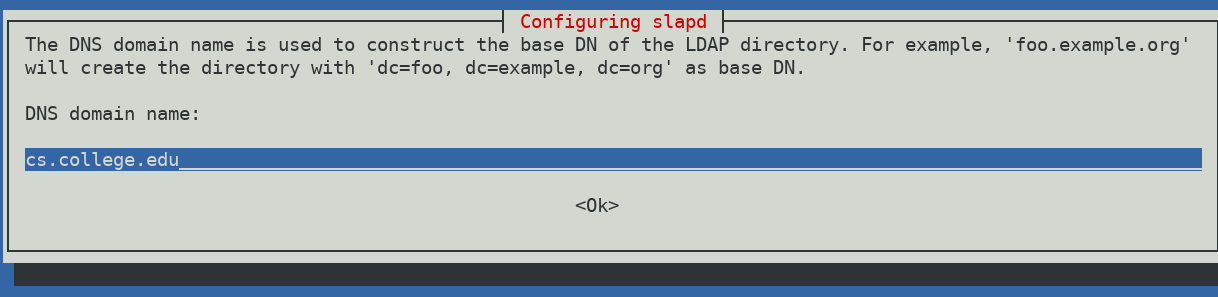 Configuring slapd
The DNS domain name is used to construct the base DN of the LDAP directory. For example, 'foo.example.org'
will create the directory with 'dc=foo, dc=example, dc=org' as base DN.
DNS domain name:
cs.college.edu
<Ok>